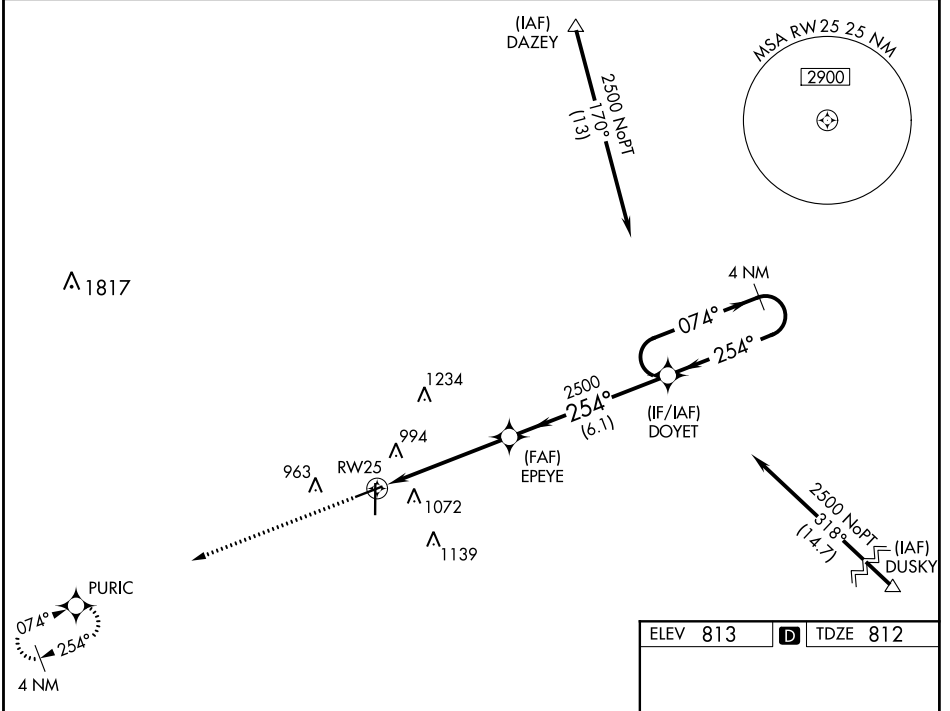 (IAF)
DAZEY
MSA RW 25 25 NM
2900
2500 NoPT
170°
(13)
1817
4 NM
074°
254°
1234
2500
254°
(6.1)
(IF/IAF)
DOYET
994
963
RW25
(FAF)
EPEYE
1072
1139
2500 NoPT
318°
(14.7)
(IAF)
DUSKY
PURIC
074°
254°
4 NM
ELEV 813 D TDZE 812